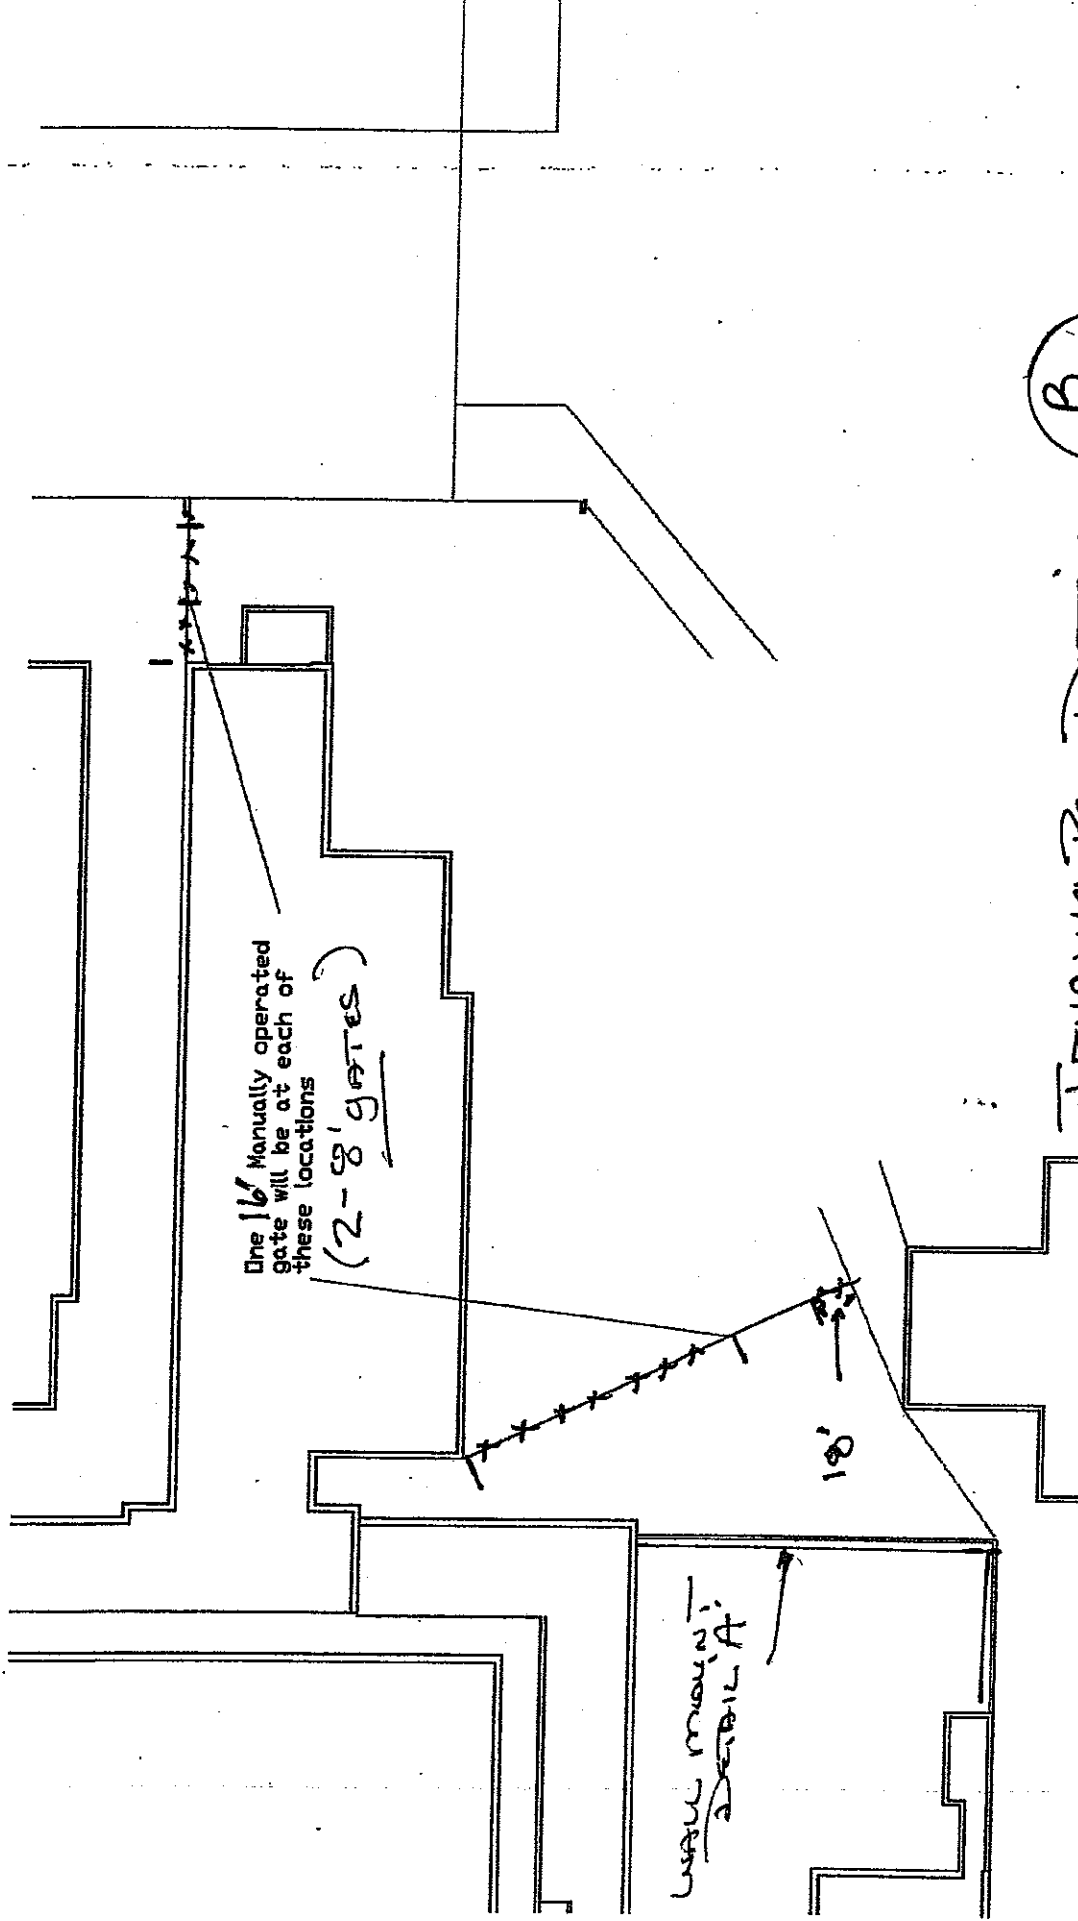 One 16' Manually operated
gate will be at each of
these locations
(2-8' gATES)
18'
WALL MOUNT:
DETAIL 'A'
B